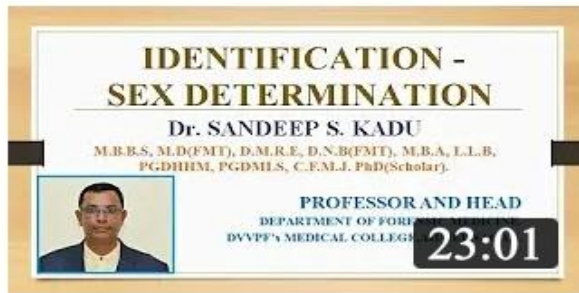 IDENTIFICATION -
SEX DETERMINATION
Dr. SANDEEP S. KADU
M.B.B.S, M.D(FMT), D.M.R.E, D.N.B(FMT), M.B.A, L.L.B,
PGDHHM, PGDMLS, C.F.M.J. PhD(Scholar).
PROFESSOR AND HEAD
DEPARTMENT OF FORENSIC MEDICINE
DVVPF's MEDICAL COLLEGE
23:01